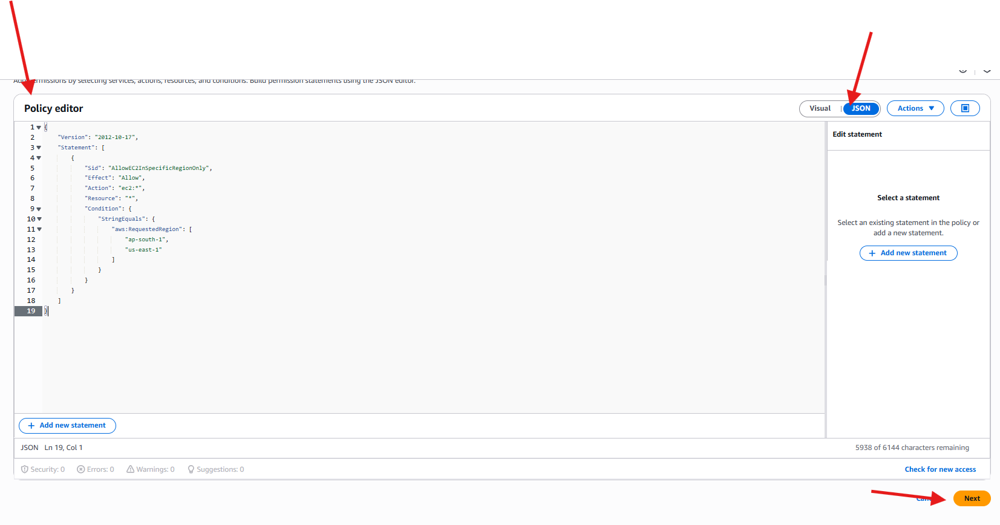 Add permissions by selecting services, actions, resources, and conditions. Build permission statements using the JSON editor.
Policy editor
Visual
JSON
Actions
1 {
2 "Version": "2012-10-17",
3 "Statement": [
4 {
5 "Sid": "AllowEC2InSpecificRegionOnly",
6 "Effect": "Allow",
7 "Action": "ec2:*",
8 "Resource": "*",
9 "Condition": {
10 "StringEquals": {
11 "aws:RequestedRegion": [
12 "ap-south-1",
13 "us-east-1"
14 ]
15 }
16 }
17 }
18 ]
19 }
Edit statement
Select a statement
Select an existing statement in the policy or
add a new statement.
+ Add new statement
+ Add new statement
JSON Ln 19, Col 1
5938 of 6144 characters remaining
Security: 0
Errors: 0
Warnings: 0
Suggestions: 0
Check for new access
Next